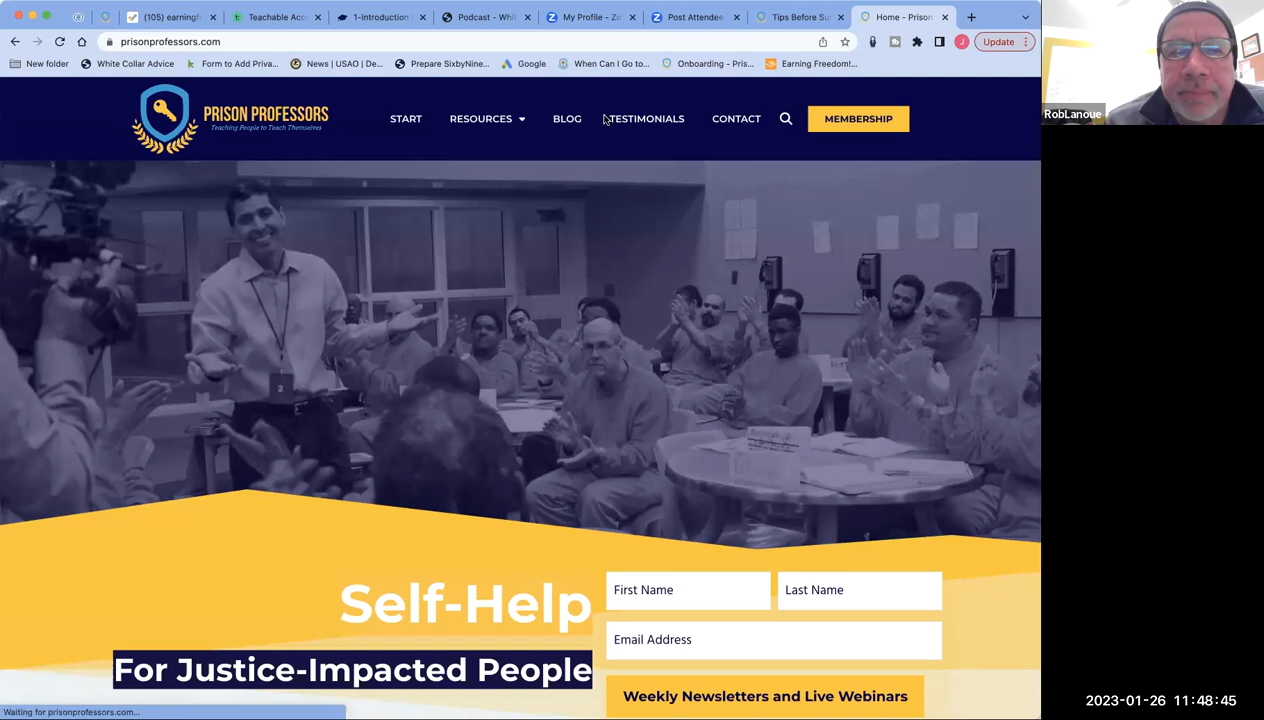 (105) earningfr
Teachable Acc
1-Introduction
Podcast - Whit
My Profile - Zo
Post Attendee
Tips Before Su
Home - Prison
prisonprofessors.com
Update
New folder
White Collar Advice
Form to Add Priva...
News | USAO | De...
Prepare SixbyNine...
Google
When Can I Go to...
Onboarding - Pris...
Earning Freedom!...
RobLanoue
PRISON PROFESSORS
Teaching People to Teach Themselves
START
RESOURCES
BLOG
TESTIMONIALS
CONTACT
MEMBERSHIP
2
Self-Help
For Justice-Impacted People
First Name
Last Name
Email Address
Weekly Newsletters and Live Webinars
Waiting for prisonprofessors.com...
2023-01-26 11:48:45